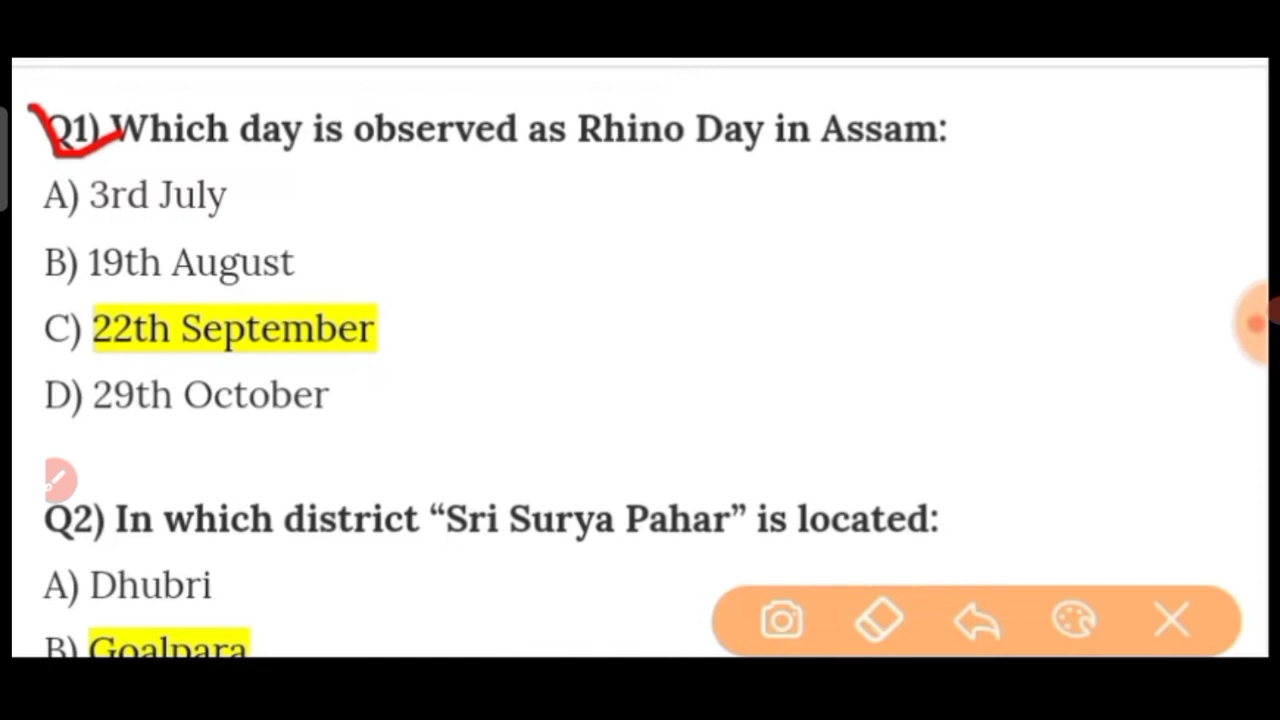 Q1) Which day is observed as Rhino Day in Assam:
A) 3rd July
B) 19th August
C) 22th September
D) 29th October
Q2) In which district “Sri Surya Pahar” is located:
A) Dhubri
B) Goalpara